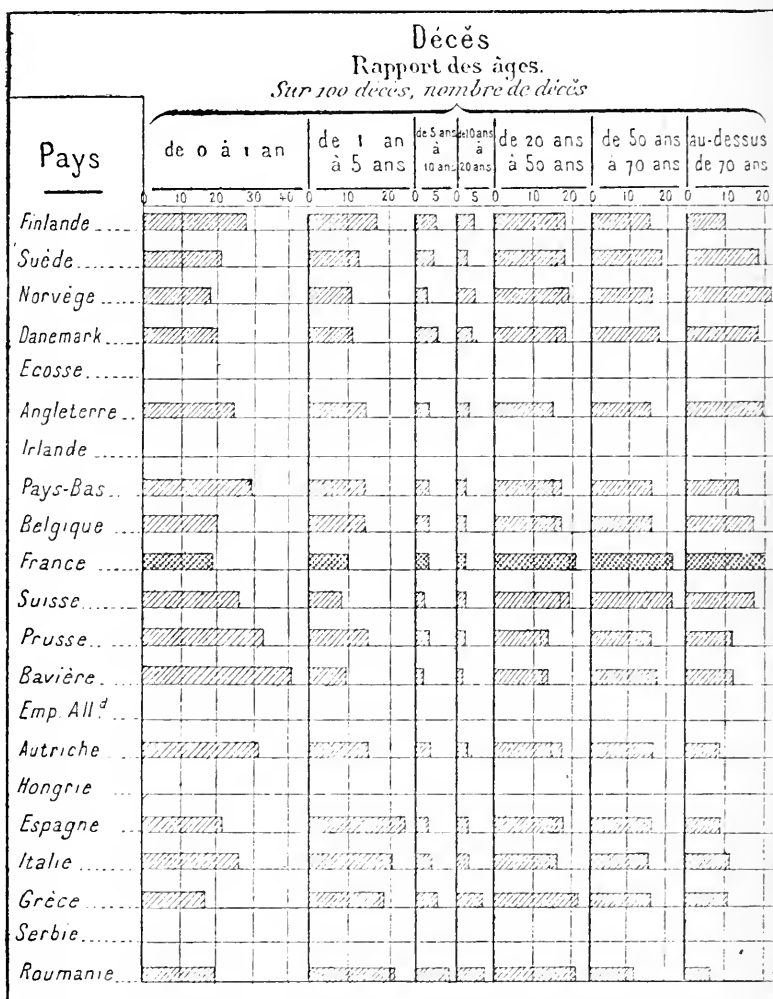 Décés
Rapport des âges.
Sur 100 décès, nombre de décès
Pays
de 0 à 1 an
de 1 an
à 5 ans
de 5 ans
à
10 ans
de 10 ans
à
20 ans
de 20 ans
à 50 ans
de 50 ans
à 70 ans
au-dessus
de 70 ans
0 10 20 30 40 0 10 20 0 5 0 5 0 10 20 0 10 20 0 10 20
Finlande
Suède
Norvège
Danemark
Ecosse
Angleterre
Irlande
Pays-Bas
Belgique
France
Suisse
Prusse
Bavière
Emp. All.d
Autriche
Hongrie
Espagne
Italie
Grèce
Serbie
Roumanie